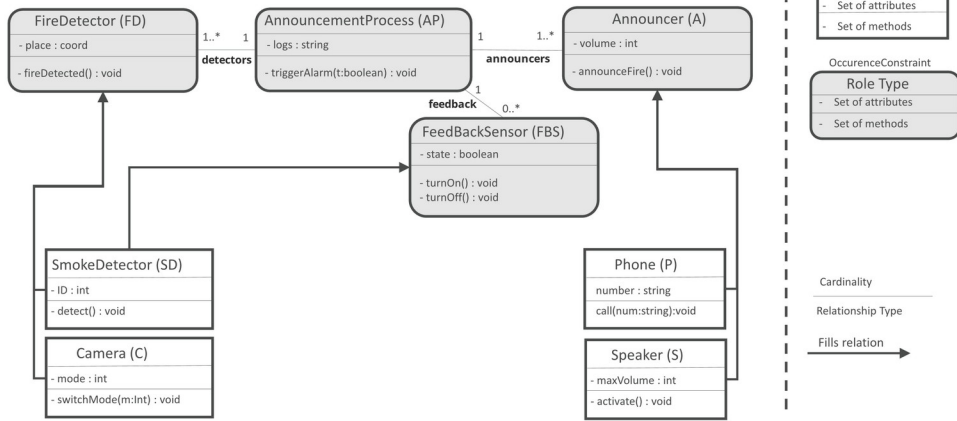 FireDetector (FD)
- place : coord
- fireDetected() : void
1..* 1
detectors
AnnouncementProcess (AP)
- logs : string
- triggerAlarm(t:boolean) : void
1 1..*
announcers
Announcer (A)
- volume : int
- announceFire() : void
1
feedback
0..*
FeedBackSensor (FBS)
- state : boolean
- turnOn() : void
- turnOff() : void
SmokeDetector (SD)
- ID : int
- detect() : void
Camera (C)
- mode : int
- switchMode(m:Int) : void
Phone (P)
number : string
call(num:string):void
Speaker (S)
- maxVolume : int
- activate() : void
- Set of attributes
- Set of methods
OccurenceConstraint
Role Type
- Set of attributes
- Set of methods
Cardinality
Relationship Type
Fills relation